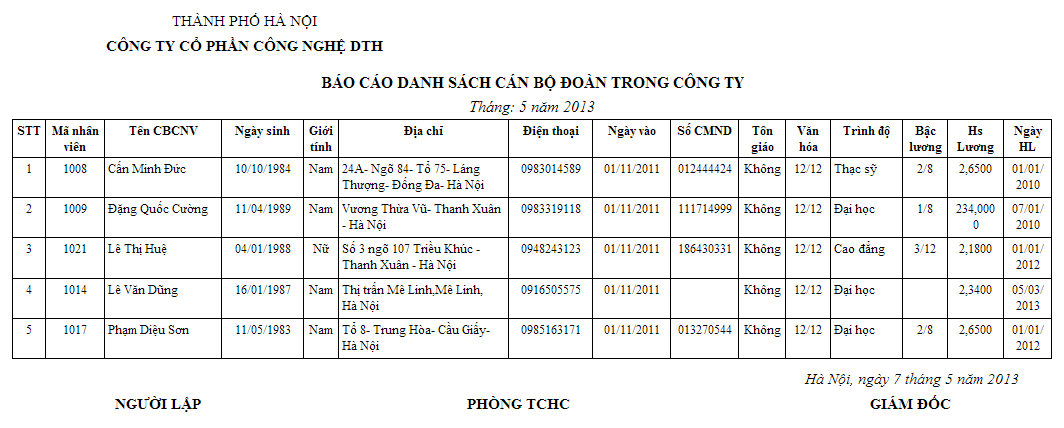 THÀNH PHỐ HÀ NỘI
CÔNG TY CỔ PHẦN CÔNG NGHỆ DTH
BÁO CÁO DANH SÁCH CÁN BỘ ĐOÀN TRONG CÔNG TY
Tháng: 5 năm 2013
STT Mã nhân viên Tên CBCNV Ngày sinh Giới tính Địa chỉ Điện thoại Ngày vào Số CMND Tôn giáo Văn hóa Trình độ Bậc lương Hs Lương Ngày HL
1 1008 Cấn Minh Đức 10/10/1984 Nam 24A- Ngõ 84- Tổ 75- Láng Thượng- Đống Đa- Hà Nội 0983014589 01/11/2011 012444424 Không 12/12 Thạc sỹ 2/8 2,6500 01/01/2010
2 1009 Đặng Quốc Cường 11/04/1989 Nam Vương Thừa Vũ- Thanh Xuân - Hà Nội 0983319118 01/11/2011 111714999 Không 12/12 Đại học 1/8 234,0000 07/01/2010
3 1021 Lê Thị Huệ 04/01/1988 Nữ Số 3 ngõ 107 Triều Khúc - Thanh Xuân - Hà Nội 0948243123 01/11/2011 186430331 Không 12/12 Cao đẳng 3/12 2,1800 01/01/2012
4 1014 Lê Văn Dũng 16/01/1987 Nam Thị trấn Mê Linh,Mê Linh, Hà Nội 0916505575 01/11/2011 Không 12/12 Đại học 2,3400 05/03/2013
5 1017 Phạm Diệu Sơn 11/05/1983 Nam Tổ 8- Trung Hòa- Cầu Giấy- Hà Nội 0985163171 01/11/2011 013270544 Không 12/12 Đại học 2/8 2,6500 01/01/2012
Hà Nội, ngày 7 tháng 5 năm 2013
NGƯỜI LẬP PHÒNG TCHC GIÁM ĐỐC